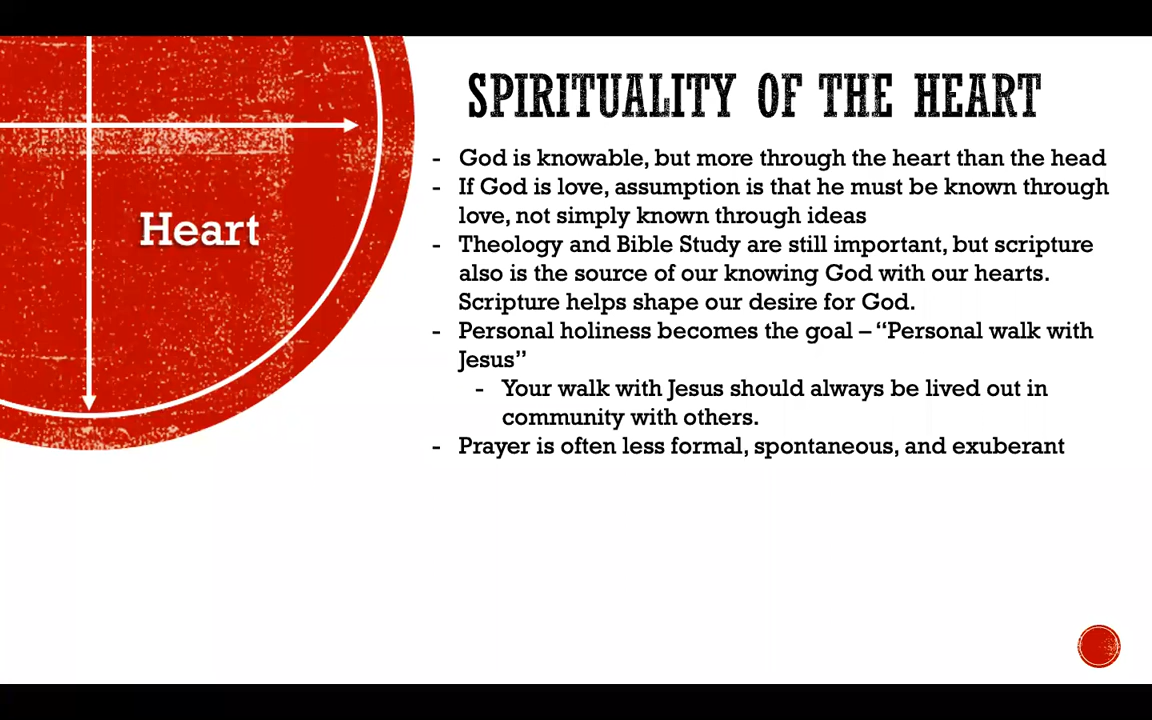 SPIRITUALITY OF THE HEART
Heart
- God is knowable, but more through the heart than the head
- If God is love, assumption is that he must be known through
love, not simply known through ideas
- Theology and Bible Study are still important, but scripture
also is the source of our knowing God with our hearts.
Scripture helps shape our desire for God.
- Personal holiness becomes the goal – “Personal walk with
Jesus”
- Your walk with Jesus should always be lived out in
community with others.
- Prayer is often less formal, spontaneous, and exuberant